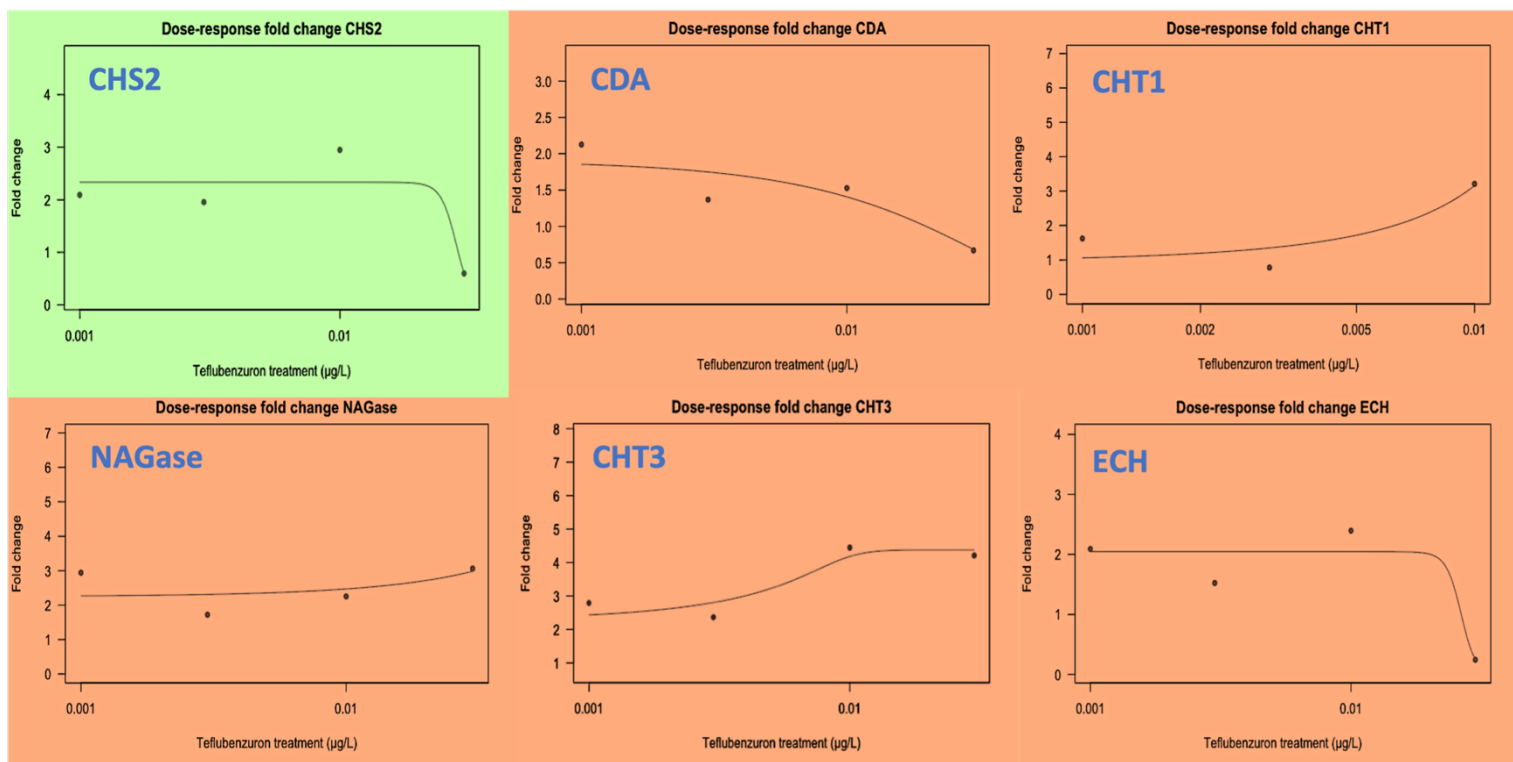 Dose-response fold change CHS2
CHS2
4
3
2
1
0
Fold change
0.001
0.01
Teflubenzuron treatment (µg/L)
Dose-response fold change CDA
CDA
3.0
2.5
2.0
1.5
1.0
0.5
0.0
Fold change
0.001
0.01
Teflubenzuron treatment (µg/L)
Dose-response fold change CHT1
CHT1
7
6
5
4
3
2
1
0
Fold change
0.001
0.002
0.005
0.01
Teflubenzuron treatment (µg/L)
Dose-response fold change NAGase
NAGase
7
6
5
4
3
2
1
0
Fold change
0.001
0.01
Teflubenzuron treatment (µg/L)
Dose-response fold change CHT3
CHT3
8
7
6
5
4
3
2
1
Fold change
0.001
0.01
Teflubenzuron treatment (µg/L)
Dose-response fold change ECH
ECH
4
3
2
1
0
Fold change
0.001
0.01
Teflubenzuron treatment (µg/L)